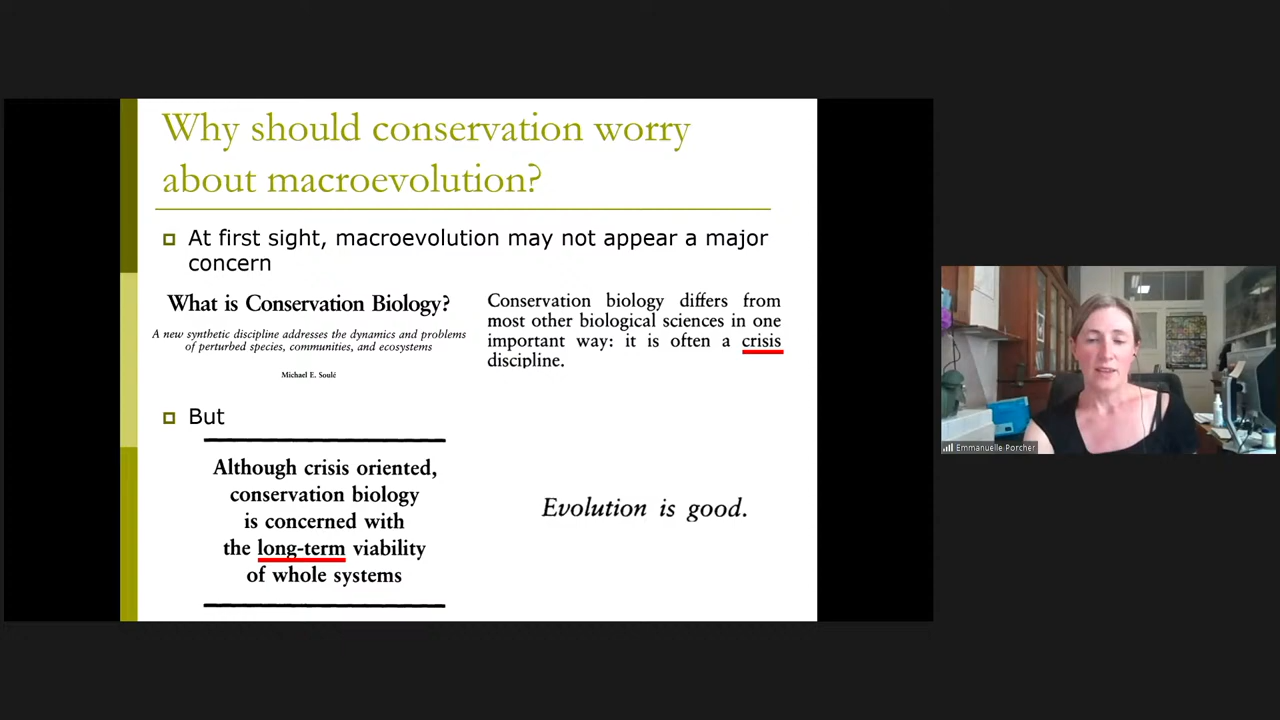 Why should conservation worry
about macroevolution?
At first sight, macroevolution may not appear a major
concern
What is Conservation Biology?
A new synthetic discipline addresses the dynamics and problems
of perturbed species, communities, and ecosystems
Michael E. Soulé
Conservation biology differs from
most other biological sciences in one
important way: it is often a crisis
discipline.
But
Although crisis oriented,
conservation biology
is concerned with
the long-term viability
of whole systems
Evolution is good.
Emmanuelle Porcher